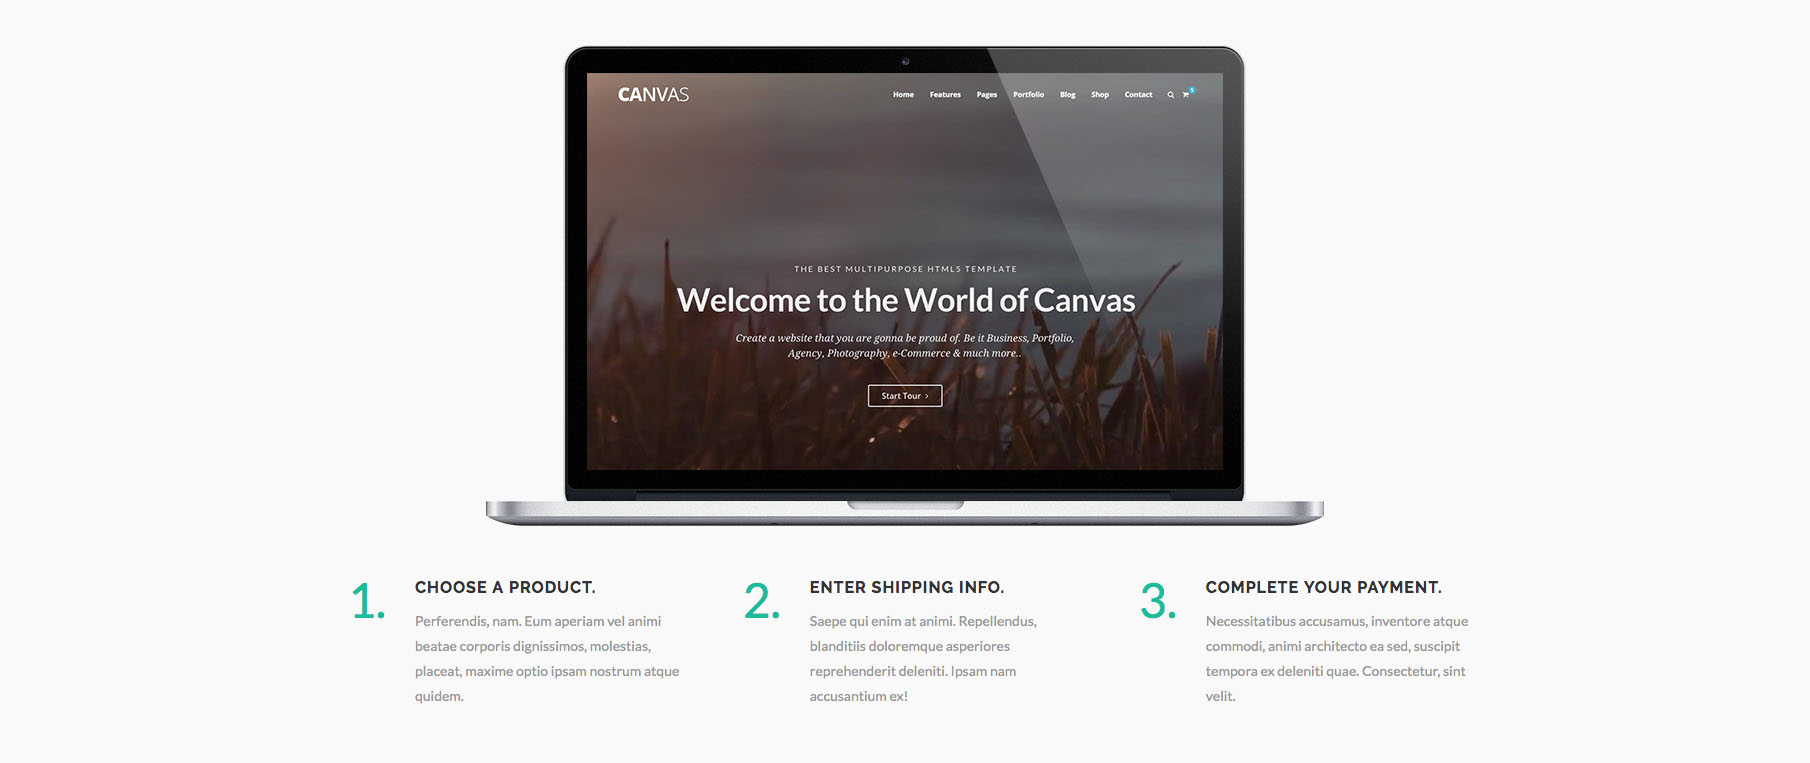 CANVAS
Home Features Pages Portfolio Blog Shop Contact 5
THE BEST MULTIPURPOSE HTML5 TEMPLATE
Welcome to the World of Canvas
Create a website that you are gonna be proud of. Be it Business, Portfolio,
Agency, Photography, e-Commerce & much more..
Start Tour >
1. CHOOSE A PRODUCT.
Perferendis, nam. Eum aperiam vel animi
beatae corporis dignissimos, molestias,
placeat, maxime optio ipsam nostrum atque
quidem.
2. ENTER SHIPPING INFO.
Saepe qui enim at animi. Repellendus,
blanditiis doloremque asperiores
reprehenderit deleniti. Ipsam nam
accusantium ex!
3. COMPLETE YOUR PAYMENT.
Necessitatibus accusamus, inventore atque
commodi, animi architecto ea sed, suscipit
tempora ex deleniti quae. Consectetur, sint
velit.